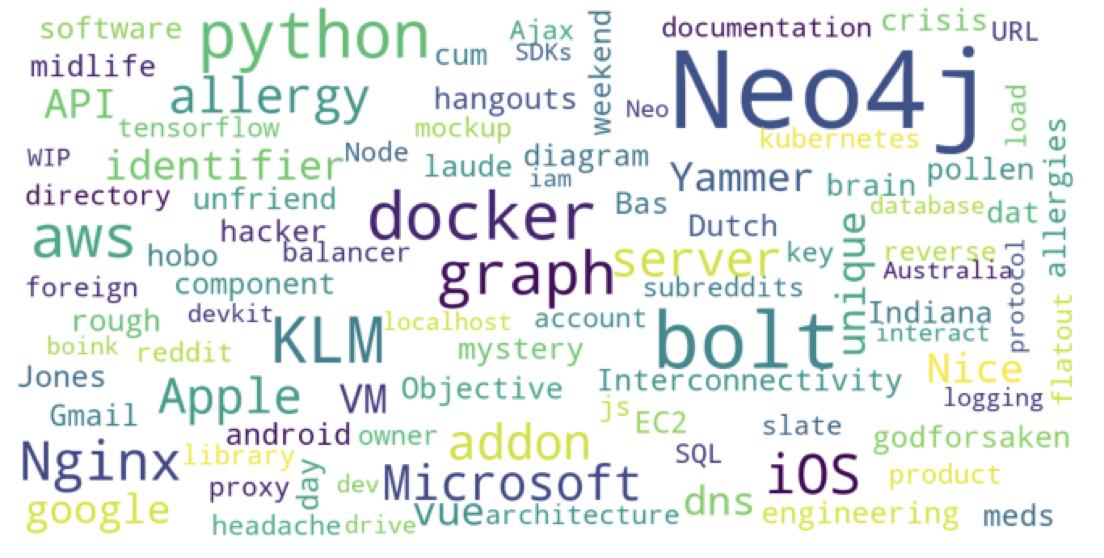 software python Ajax weekend documentation crisis URL
midlife cum SDKs Neo Neo4j load
API allergy hangouts
tensorflow mockup kubernetes allergies
WIP identifier Node laude diagram iam Yammer brain pollen
directory unfriend docker Bas Dutch database dat
aws hobo hacker balancer graph server key unique reverse Australia protocol
foreign component devkit subreddits Indiana
rough KLM localhost account bolt interact
boink reddit mystery flatout
Jones Apple VM Objective Interconnectivity Nice logging
Gmail js EC2 slate
android owner addon SQL godforsaken
Nginx library proxy day dev Microsoft iOS product
google headache drive vue architecture dns engineering meds